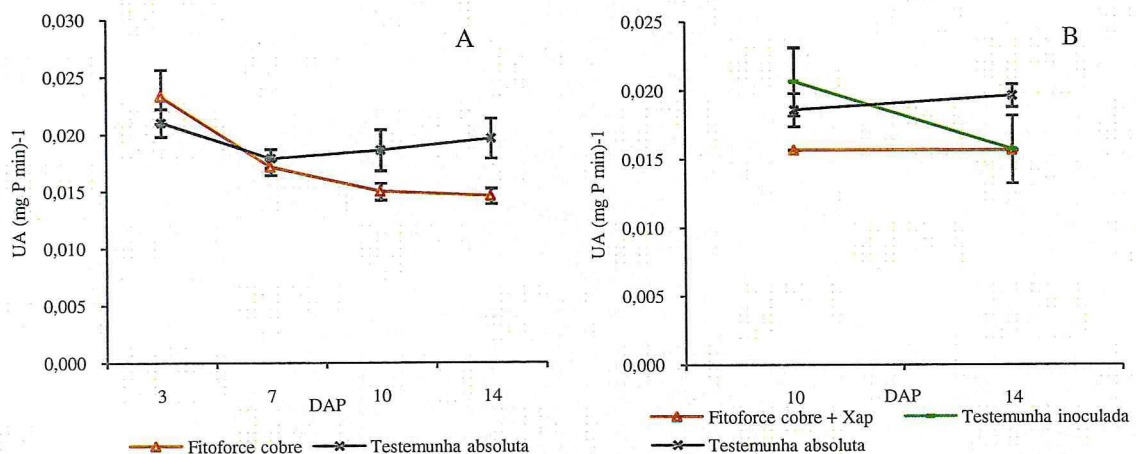 A
UA (mg P min)-1
0,030
0,025
0,020
0,015
0,010
0,005
0,000
3 7 10 14
DAP
Fitoforce cobre Testemunha absoluta
B
UA (mg P min)-1
0,025
0,020
0,015
0,010
0,005
0,000
10 DAP 14
Fitoforce cobre + Xap Testemunha inoculada
Testemunha absoluta